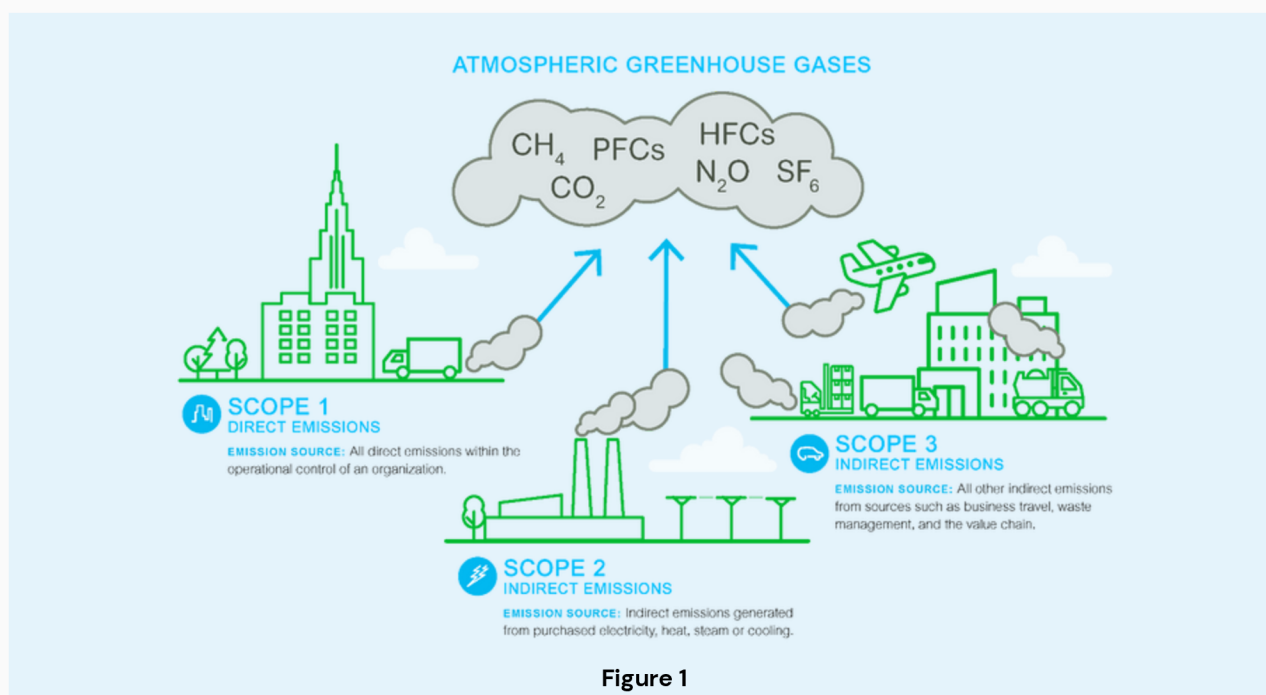 ATMOSPHERIC GREENHOUSE GASES
CH₄ PFCs HFCs
CO₂ N₂O SF₆
SCOPE 1
DIRECT EMISSIONS
EMISSION SOURCE: All direct emissions within the
operational control of an organization.
SCOPE 2
INDIRECT EMISSIONS
EMISSION SOURCE: Indirect emissions generated
from purchased electricity, heat, steam or cooling.
SCOPE 3
INDIRECT EMISSIONS
EMISSION SOURCE: All other indirect emissions
from sources such as business travel, waste
management, and the value chain.
Figure 1